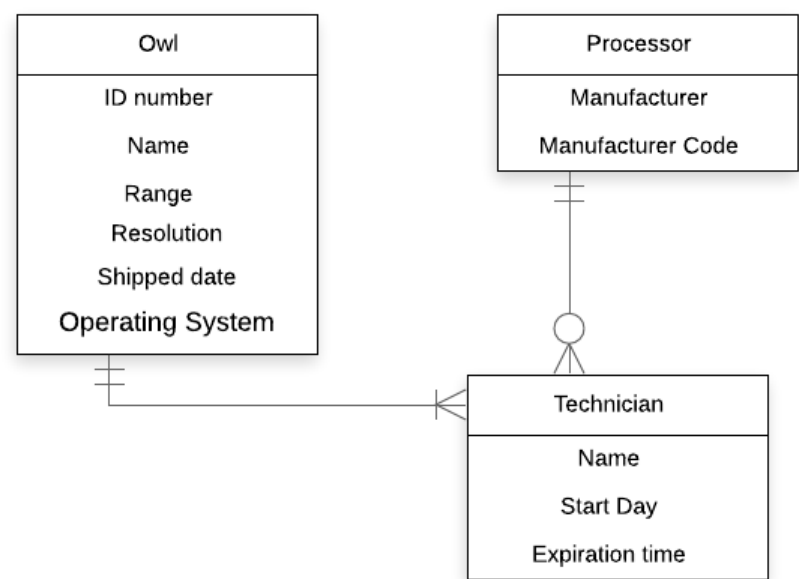 Owl
ID number
Name
Range
Resolution
Shipped date
Operating System
Processor
Manufacturer
Manufacturer Code
Technician
Name
Start Day
Expiration time